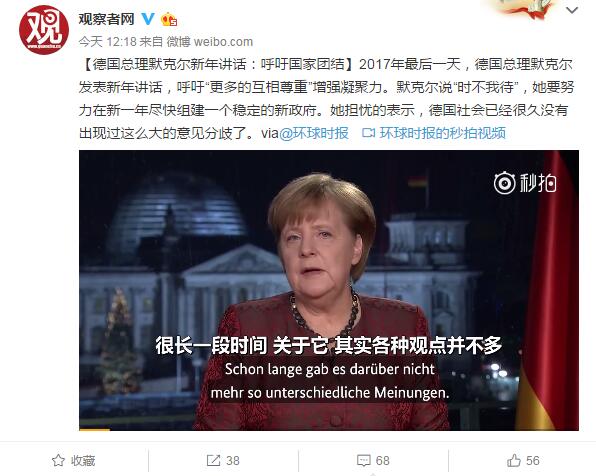 观
www.guancha.cn
观察者网
今天 12:18 来自 微博 weibo.com
【德国总理默克尔新年讲话：呼吁国家团结】2017年最后一天，德国总理默克尔
发表新年讲话，呼吁“更多的互相尊重”增强凝聚力。默克尔说“时不我待”，她要努
力在新一年尽快组建一个稳定的新政府。她担忧的表示，德国社会已经很久没有
出现过这么大的意见分歧了。via@环球时报 环球时报的秒拍视频
秒拍
很长一段时间 关于它 其实各种观点并不多
Schon lange gab es darüber nicht
mehr so unterschiedliche Meinungen.
收藏 38 68 56